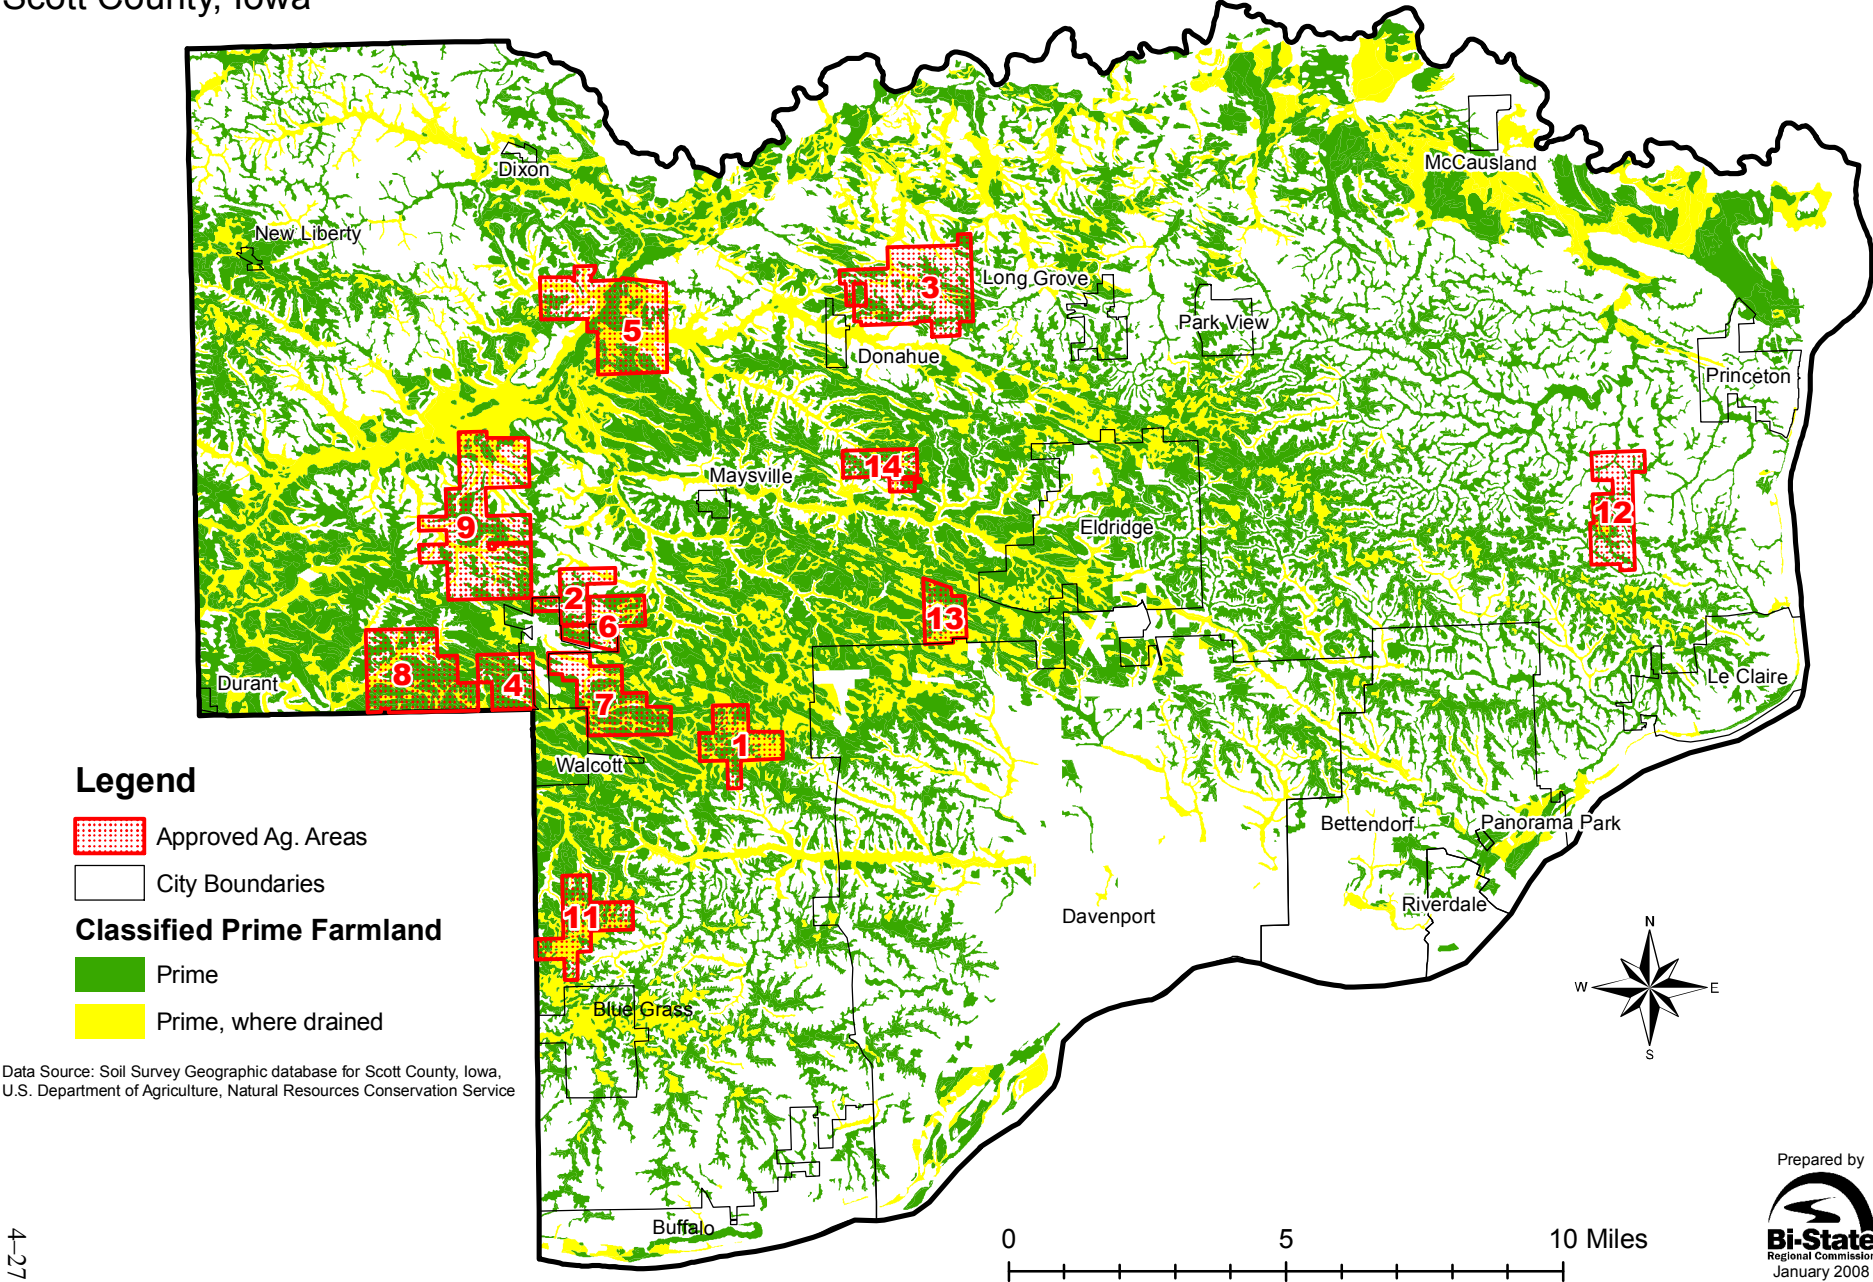 Scott County, Iowa
Dixon
McCausland
New Liberty
Long Grove
3
5
Park View
Donahue
Princeton
14
Maysville
9
Eldridge
12
2
6
13
8
4
Durant
Le Claire
7
1
Walcott
Legend
Approved Ag. Areas
City Boundaries
Classified Prime Farmland
Prime
Prime, where drained
Bettendorf
Panorama Park
11
Davenport
Riverdale
N
W
E
S
Blue Grass
Data Source: Soil Survey Geographic database for Scott County, Iowa,
U.S. Department of Agriculture, Natural Resources Conservation Service
Buffalo
0 5 10 Miles
Prepared by
Bi-State
Regional Commission
January 2008
4-27